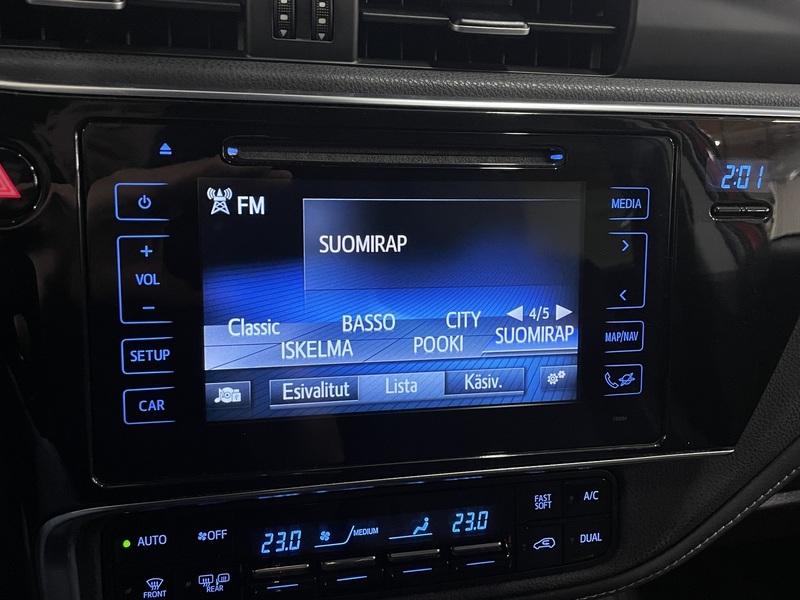 2:01
FM
MEDIA
SUOMIRAP
+
VOL
−
4/5
Classic BASSO CITY
ISKELMA POOKI SUOMIRAP
MAP/NAV
SETUP
Esivalitut Lista Käsiv.
CAR
AUTO OFF 23.0 MEDIUM 23.0 FAST SOFT A/C
DUAL
FRONT REAR